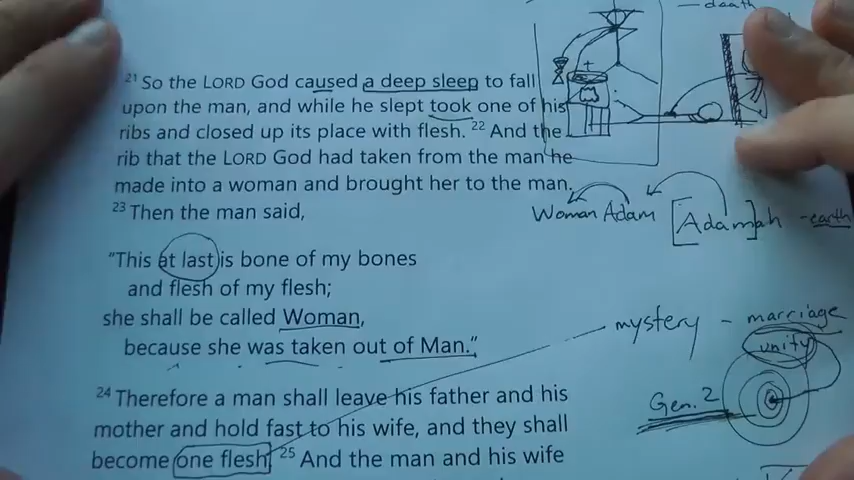 — death
21 So the LORD God caused a deep sleep to fall
upon the man, and while he slept took one of his
ribs and closed up its place with flesh. 22 And the
rib that the LORD God had taken from the man he
made into a woman and brought her to the man.
23 Then the man said,
Woman Adam [Adam]ah - earth
"This at last is bone of my bones
and flesh of my flesh;
she shall be called Woman,
because she was taken out of Man."
mystery - marriage
unity
Gen. 2
24 Therefore a man shall leave his father and his
mother and hold fast to his wife, and they shall
become one flesh. 25 And the man and his wife